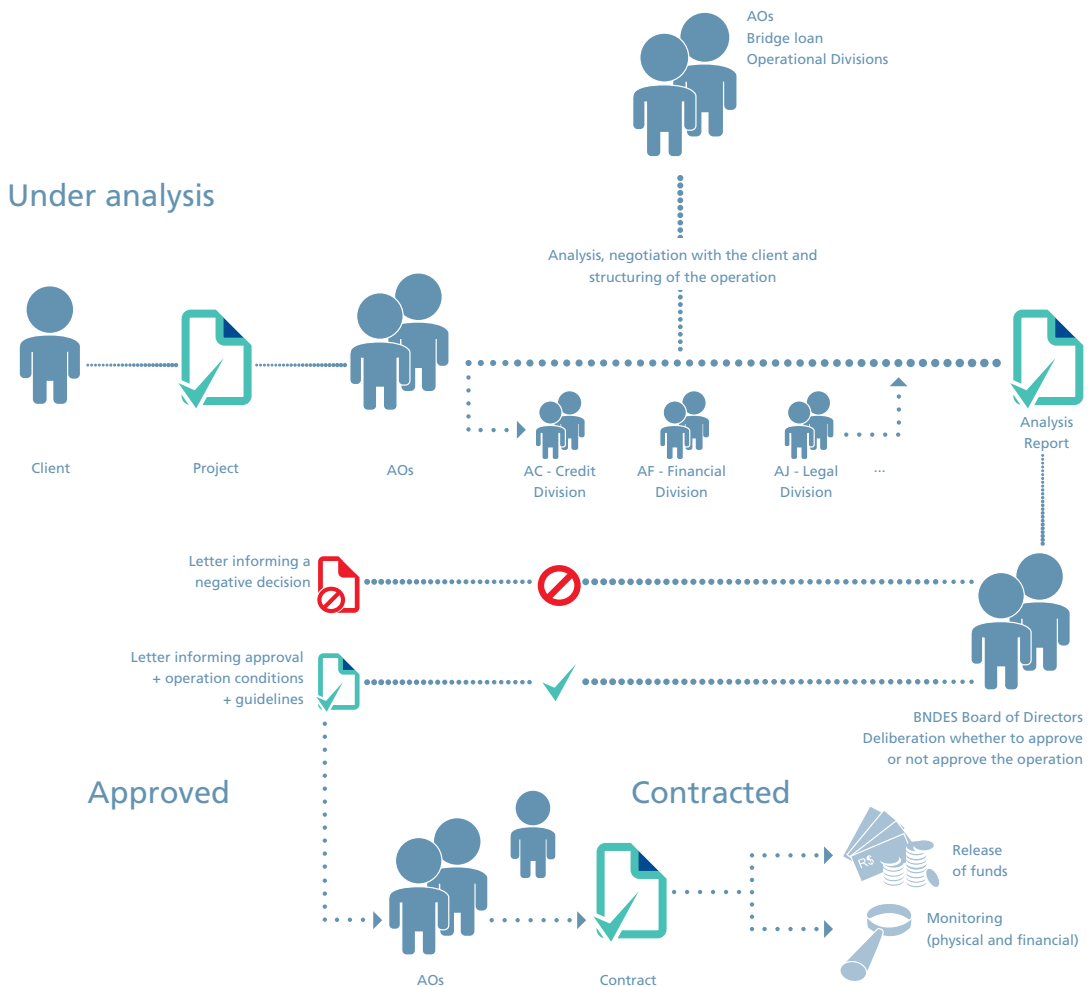 AOs
Bridge loan
Operational Divisions
Under analysis
Analysis, negotiation with the client and
structuring of the operation
Client
Project
AOs
AC - Credit
Division
AF - Financial
Division
AJ - Legal
Division
...
Analysis
Report
Letter informing a
negative decision
Letter informing approval
+ operation conditions
+ guidelines
BNDES Board of Directors
Deliberation whether to approve
or not approve the operation
Approved
Contracted
R$
Release
of funds
Monitoring
(physical and financial)
AOs
Contract